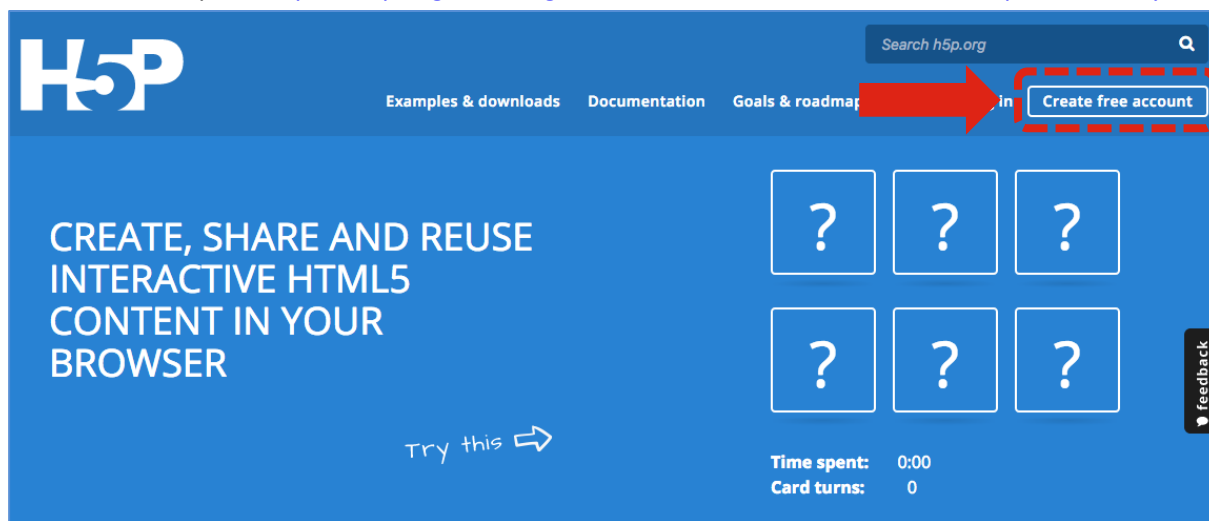 H5P
Search h5p.org
Examples & downloads Documentation Goals & roadmap in Create free account
CREATE, SHARE AND REUSE
INTERACTIVE HTML5
CONTENT IN YOUR
BROWSER
? ? ?
? ? ?
Try this
Time spent: 0:00
Card turns: 0
feedback